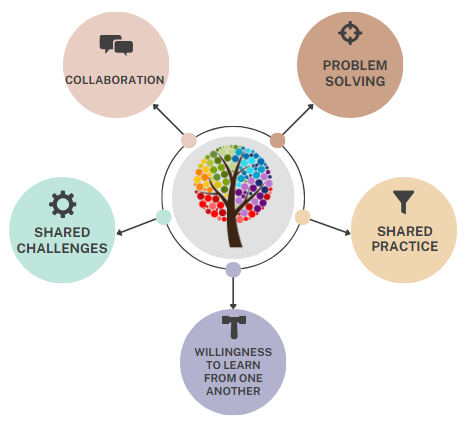 COLLABORATION
PROBLEM
SOLVING
SHARED
CHALLENGES
SHARED
PRACTICE
WILLINGNESS
TO LEARN
FROM ONE
ANOTHER